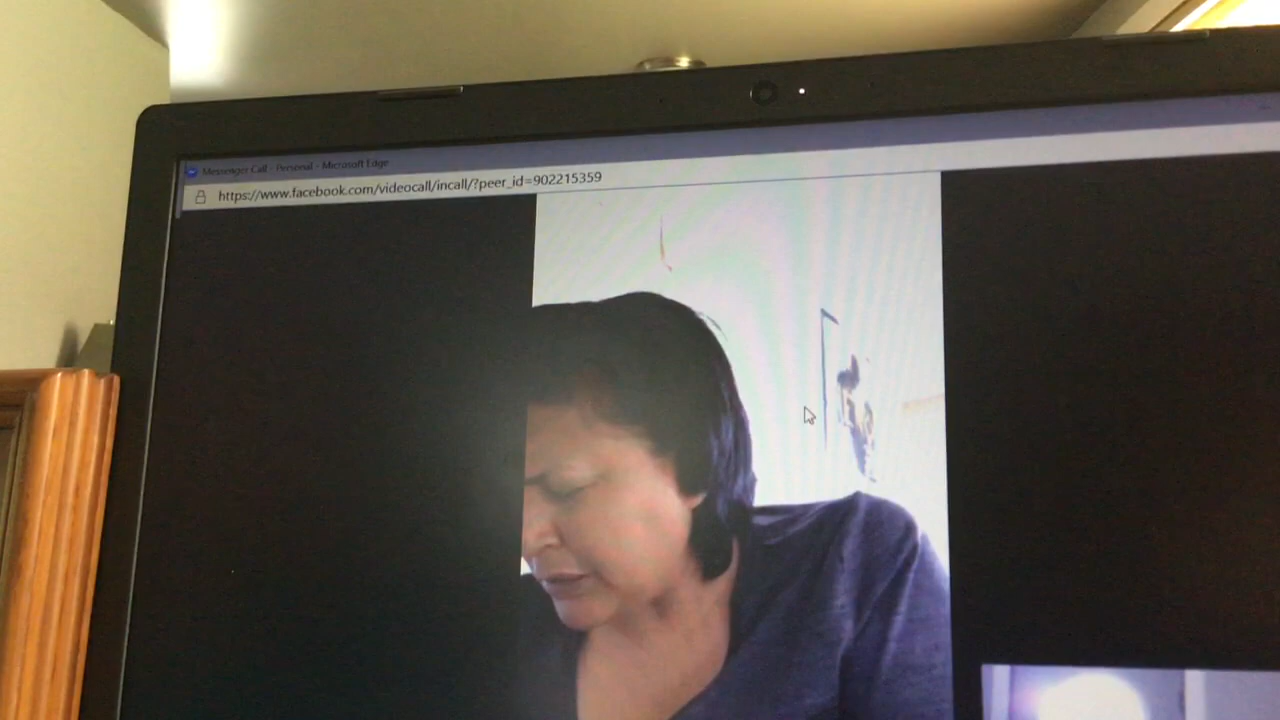 Messenger Call - Personal - Microsoft Edge
https://www.facebook.com/videocall/incall/?peer_id=902215359